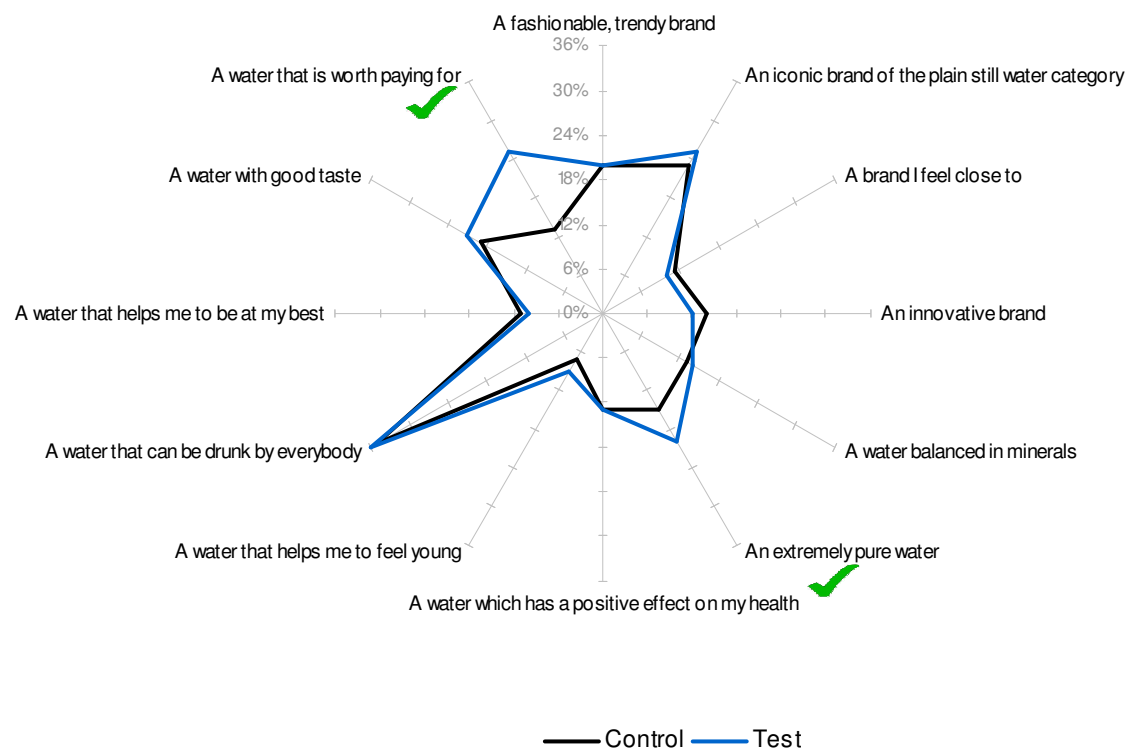 A fashionable, trendy brand
36%
A water that is worth paying for
An iconic brand of the plain still water category
30%
24%
A water with good taste
18%
A brand I feel close to
12%
6%
A water that helps me to be at my best
0%
An innovative brand
A water that can be drunk by everybody
A water balanced in minerals
A water that helps me to feel young
An extremely pure water
A water which has a positive effect on my health
Control Test